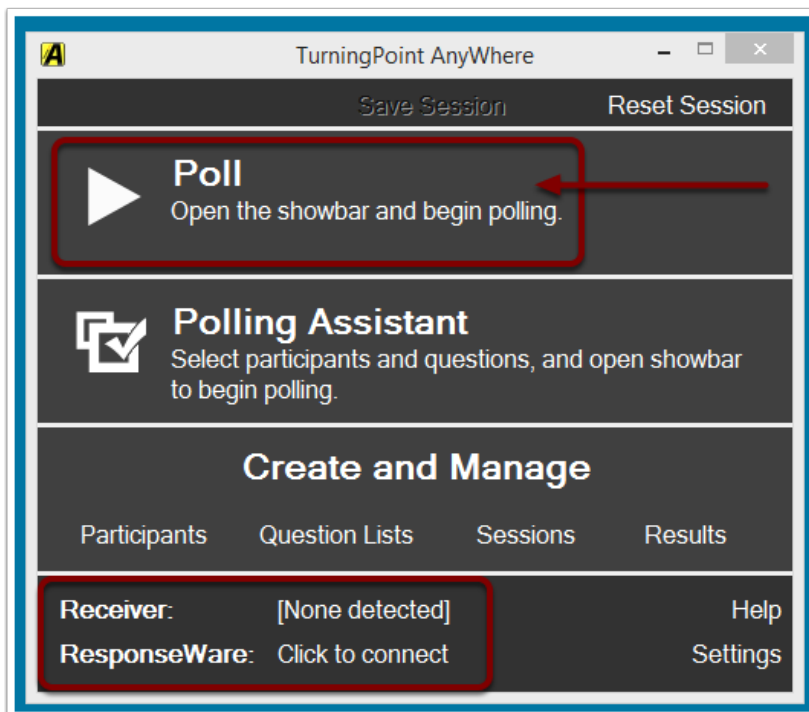 A TurningPoint AnyWhere
Save Session Reset Session
Poll
Open the showbar and begin polling.
Polling Assistant
Select participants and questions, and open showbar
to begin polling.
Create and Manage
Participants Question Lists Sessions Results
Receiver: [None detected] Help
ResponseWare: Click to connect Settings